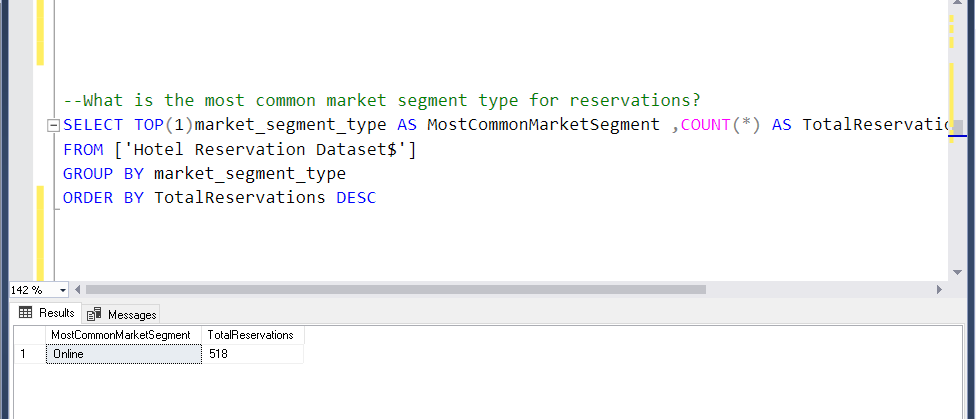 --What is the most common market segment type for reservations?
SELECT TOP(1)market_segment_type AS MostCommonMarketSegment ,COUNT(*) AS TotalReservatio
FROM ['Hotel Reservation Dataset$']
GROUP BY market_segment_type
ORDER BY TotalReservations DESC
142 %
Results Messages
MostCommonMarketSegment TotalReservations
1 Online 518